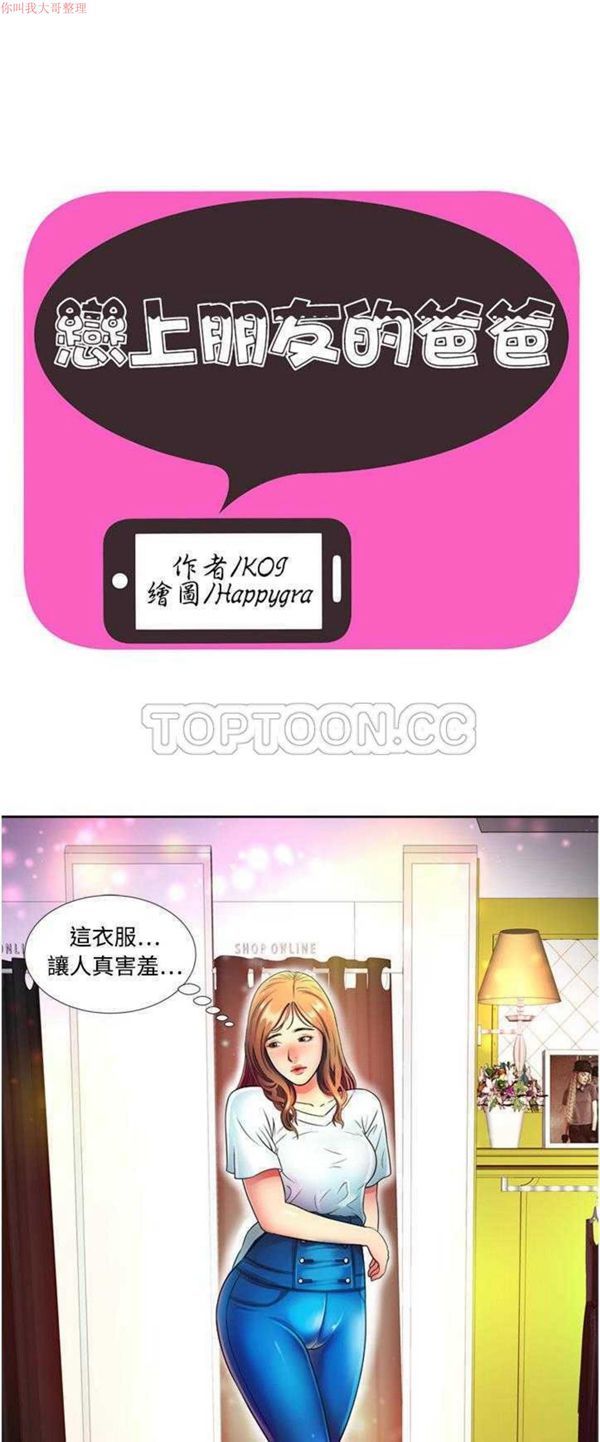 你叫我大哥整理
戀上朋友的爸爸
作者/KOJ
繪圖/Happygra
TOPTOON.CC
這衣服...
讓人真害羞...
ONLINE
SHOP ONLINE